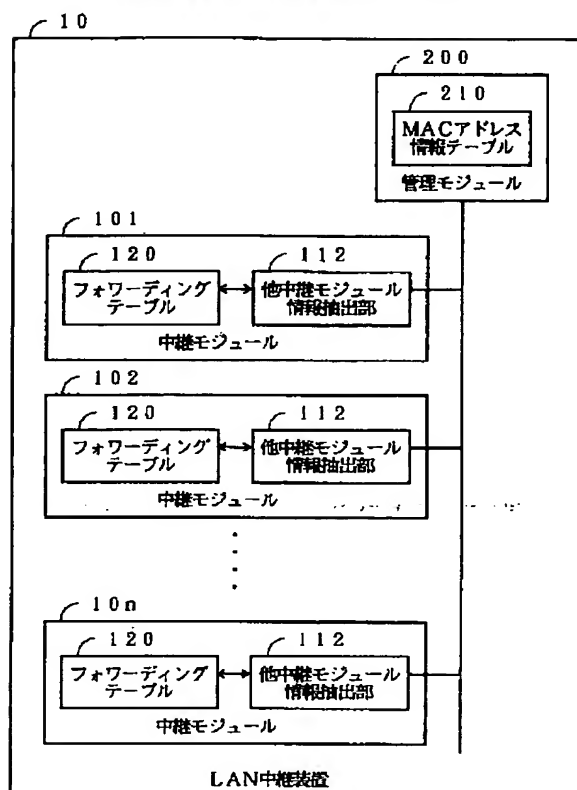 10
200
210
MACアドレス
情報テーブル
管理モジュール
101
120
112
フォワーディング
テーブル
他中継モジュール
情報抽出部
中継モジュール
102
120
112
フォワーディング
テーブル
他中継モジュール
情報抽出部
中継モジュール
10n
120
112
フォワーディング
テーブル
他中継モジュール
情報抽出部
中継モジュール
LAN中継装置